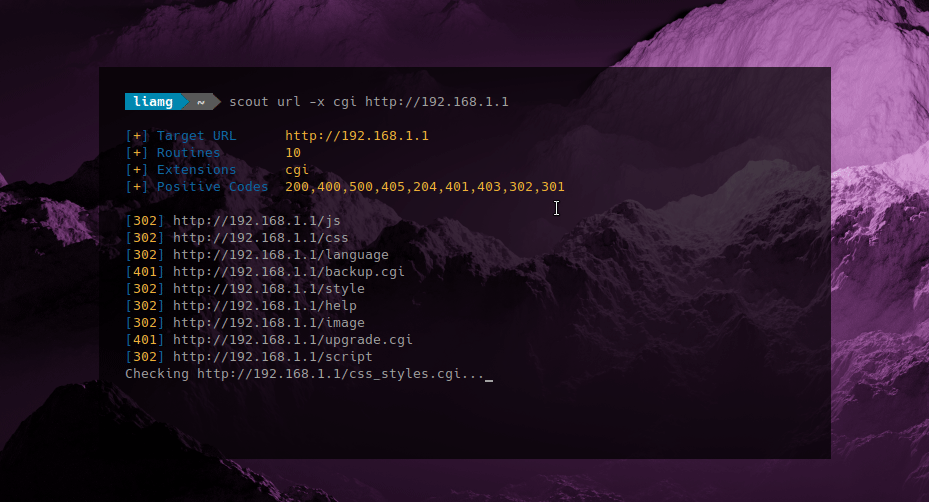 liamg ~ scout url -x cgi http://192.168.1.1
[+] Target URL http://192.168.1.1
[+] Routines 10
[+] Extensions cgi
[+] Positive Codes 200,400,500,405,204,401,403,302,301
[302] http://192.168.1.1/js
[302] http://192.168.1.1/css
[302] http://192.168.1.1/language
[401] http://192.168.1.1/backup.cgi
[302] http://192.168.1.1/style
[302] http://192.168.1.1/help
[302] http://192.168.1.1/image
[401] http://192.168.1.1/upgrade.cgi
[302] http://192.168.1.1/script
Checking http://192.168.1.1/css_styles.cgi..._